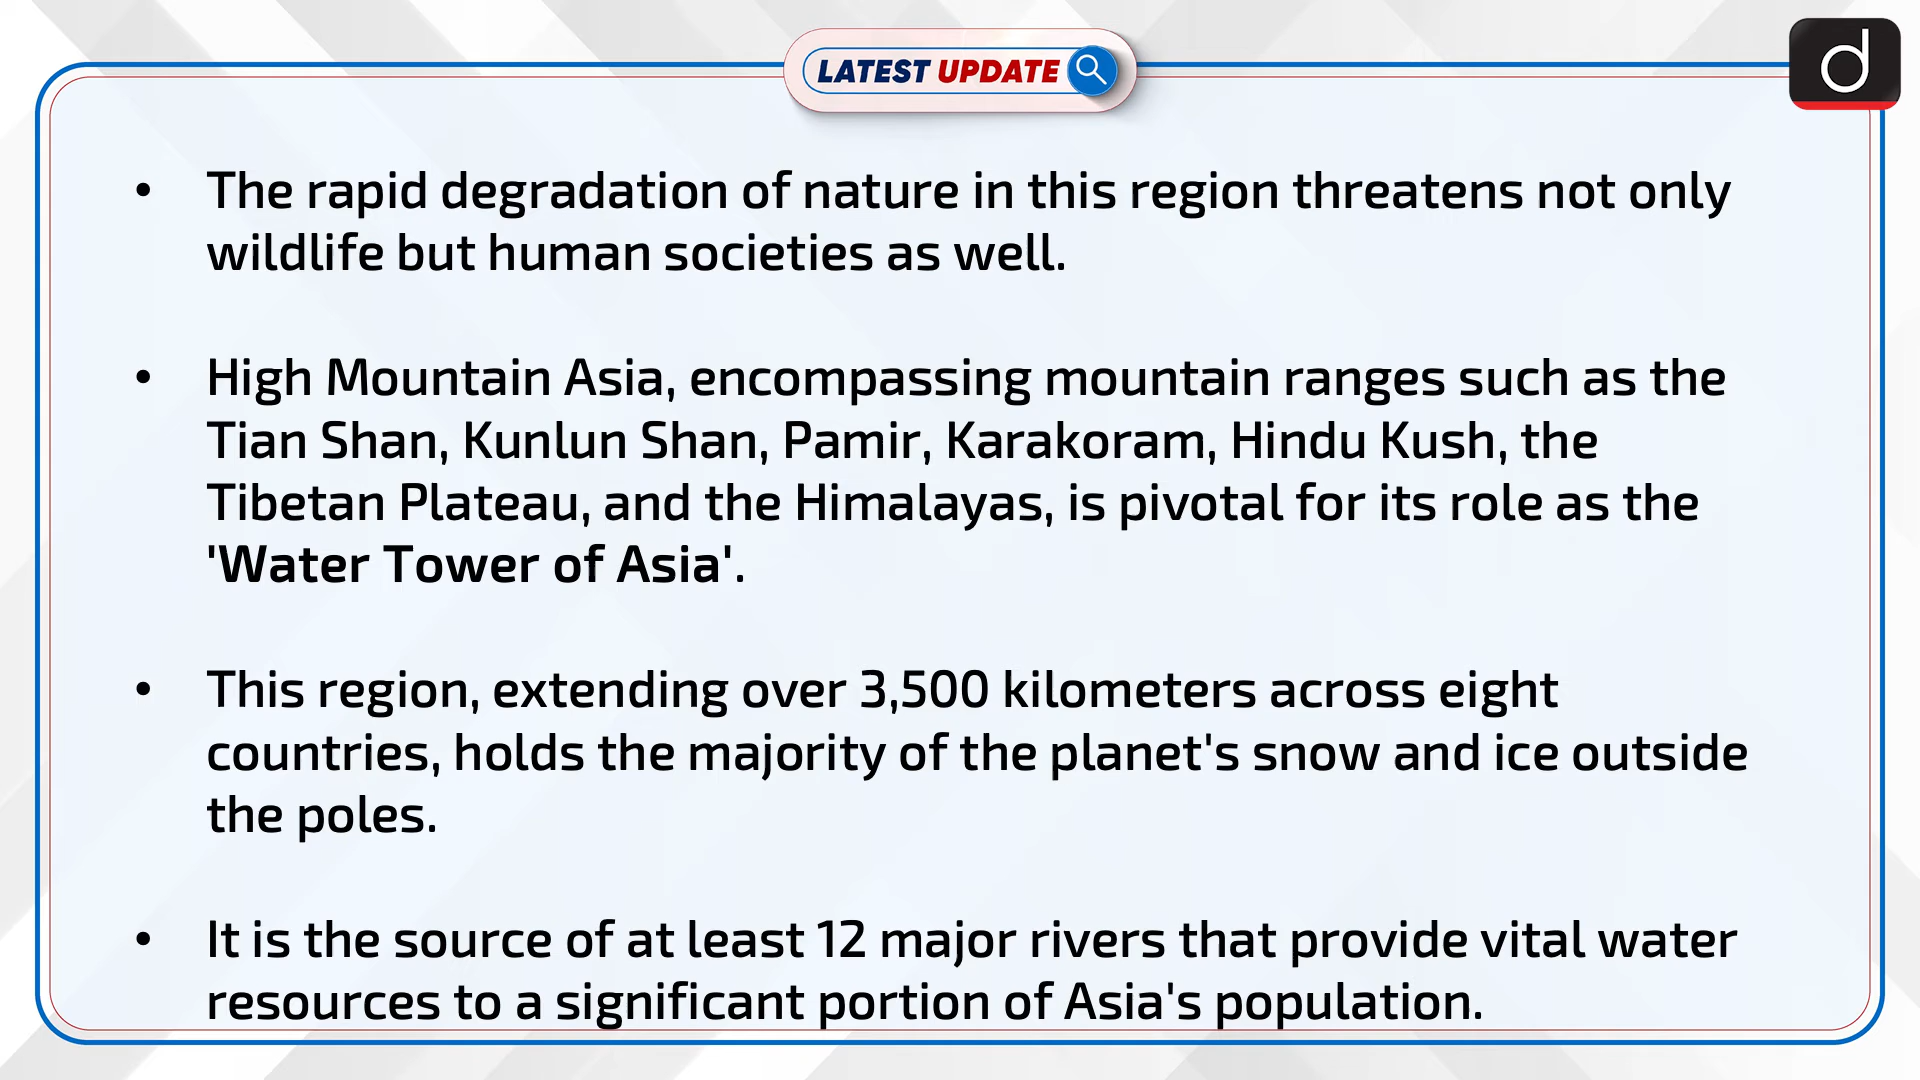 LATEST UPDATE
d
• The rapid degradation of nature in this region threatens not only
wildlife but human societies as well.
• High Mountain Asia, encompassing mountain ranges such as the
Tian Shan, Kunlun Shan, Pamir, Karakoram, Hindu Kush, the
Tibetan Plateau, and the Himalayas, is pivotal for its role as the
'Water Tower of Asia'.
• This region, extending over 3,500 kilometers across eight
countries, holds the majority of the planet's snow and ice outside
the poles.
• It is the source of at least 12 major rivers that provide vital water
resources to a significant portion of Asia's population.